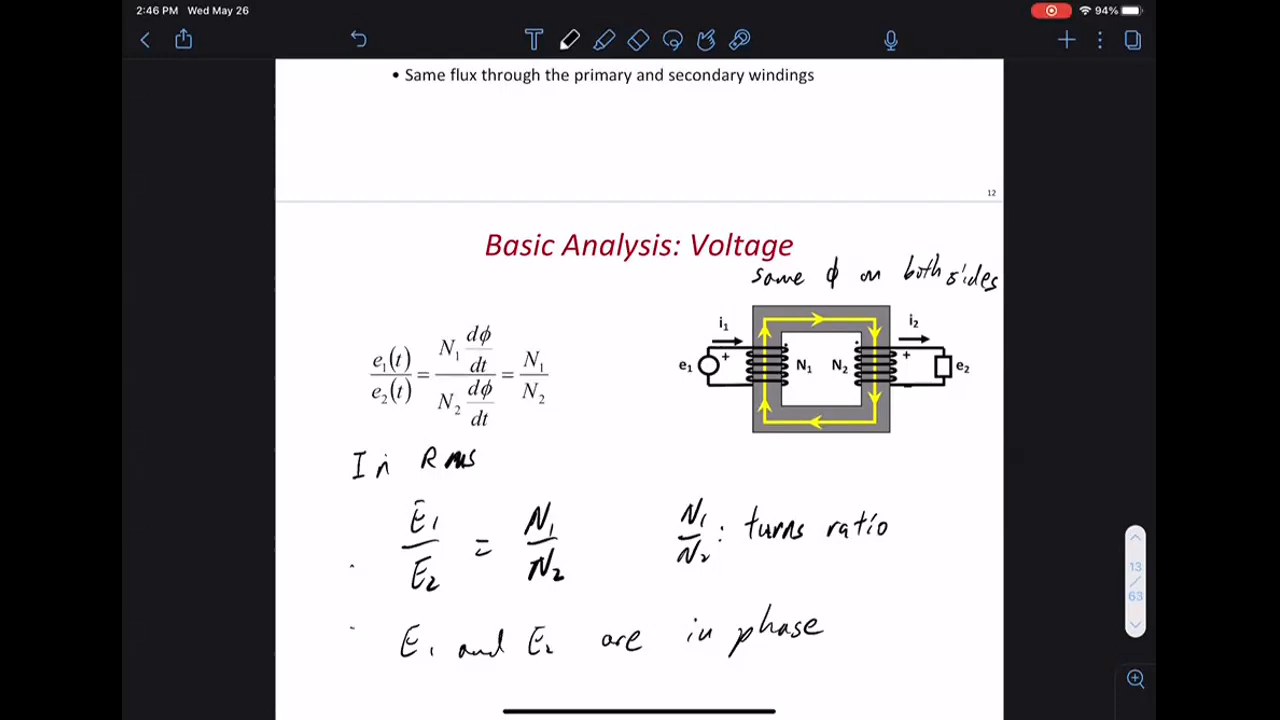 2:46 PM Wed May 26
94%
• Same flux through the primary and secondary windings
12
Basic Analysis: Voltage
same ϕ on both sides
i₁
i₂
e₁
+
N₁
N₂
+
e₂
e₁(t)/e₂(t) = N₁ dϕ/dt / N₂ dϕ/dt = N₁/N₂
In Rms
E₁/E₂ = N₁/N₂
N₁/N₂ : turns ratio
E₁ and E₂ are in phase
13
/
63